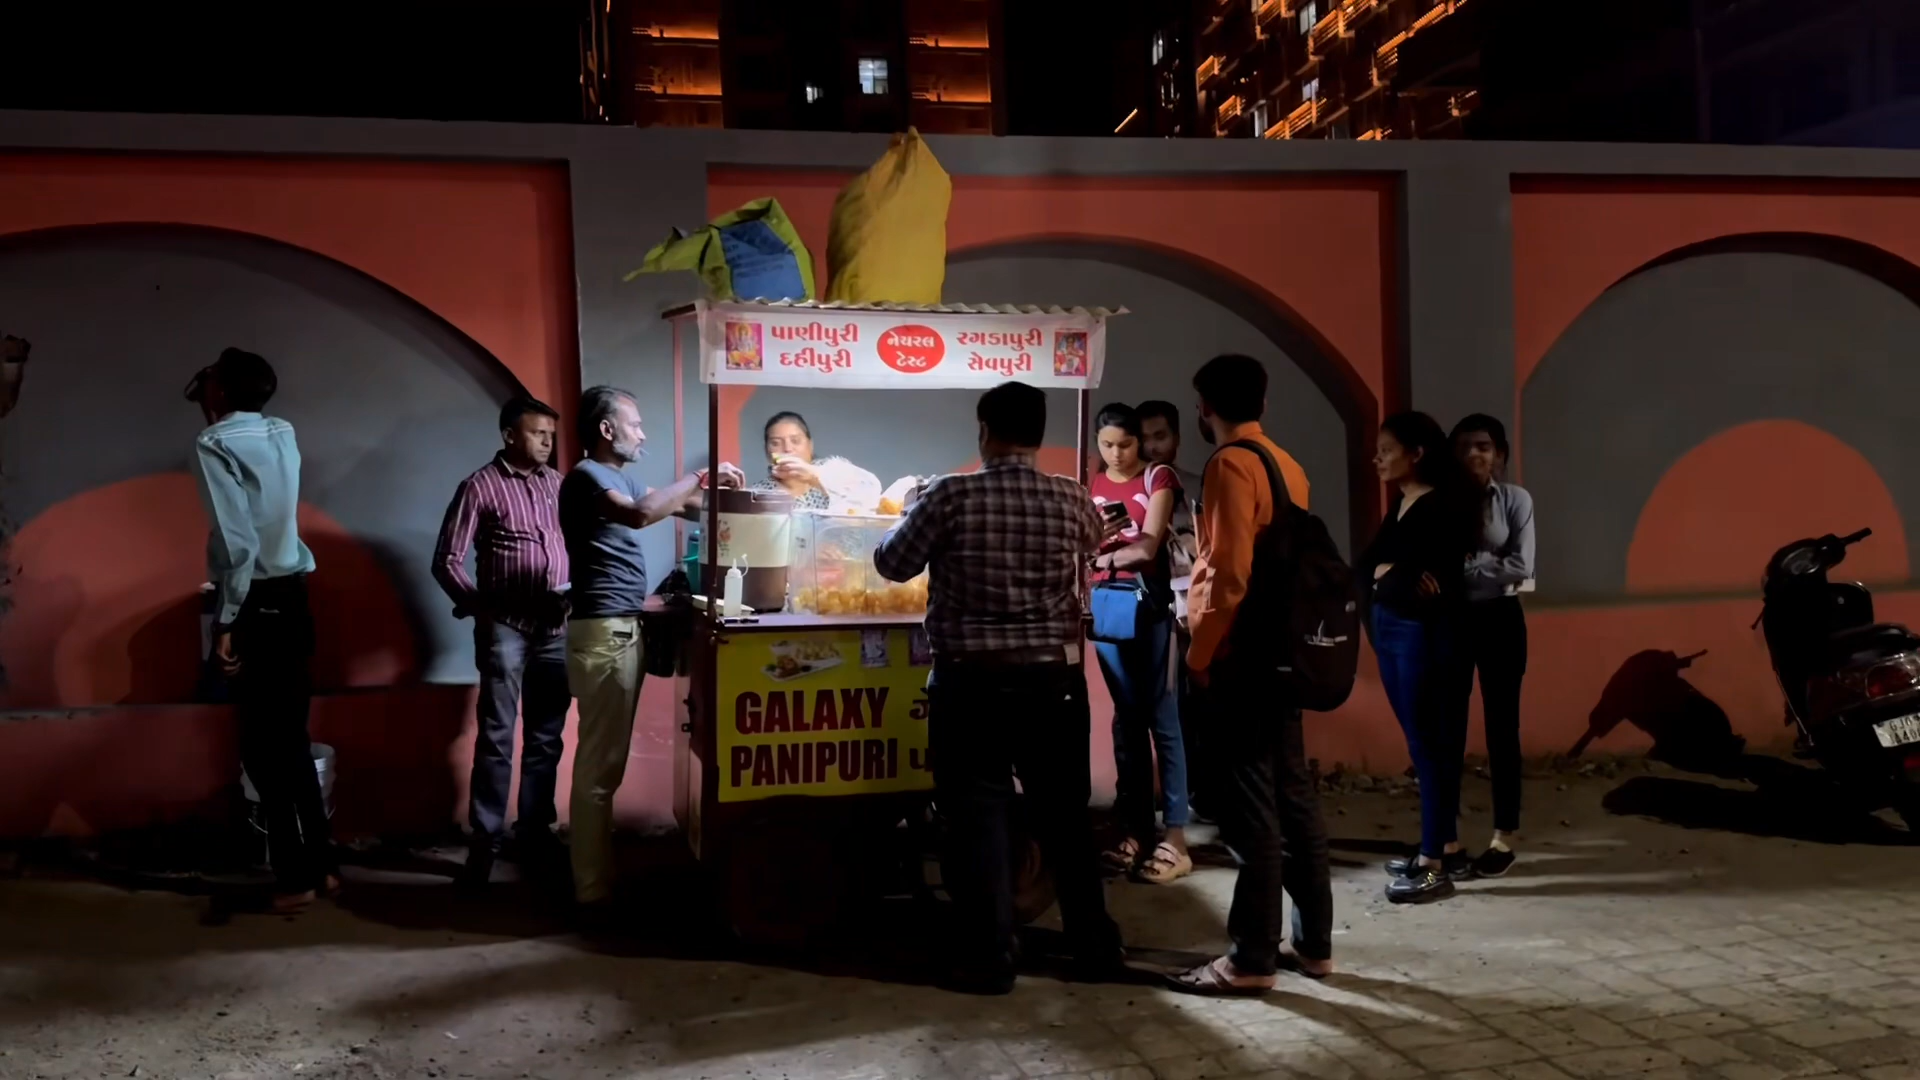 પાણીપુરી
દહીપુરી
નેચરલ
ટેસ્ટ
રગડાપુરી
સેવપુરી
GALAXY
PANIPURI